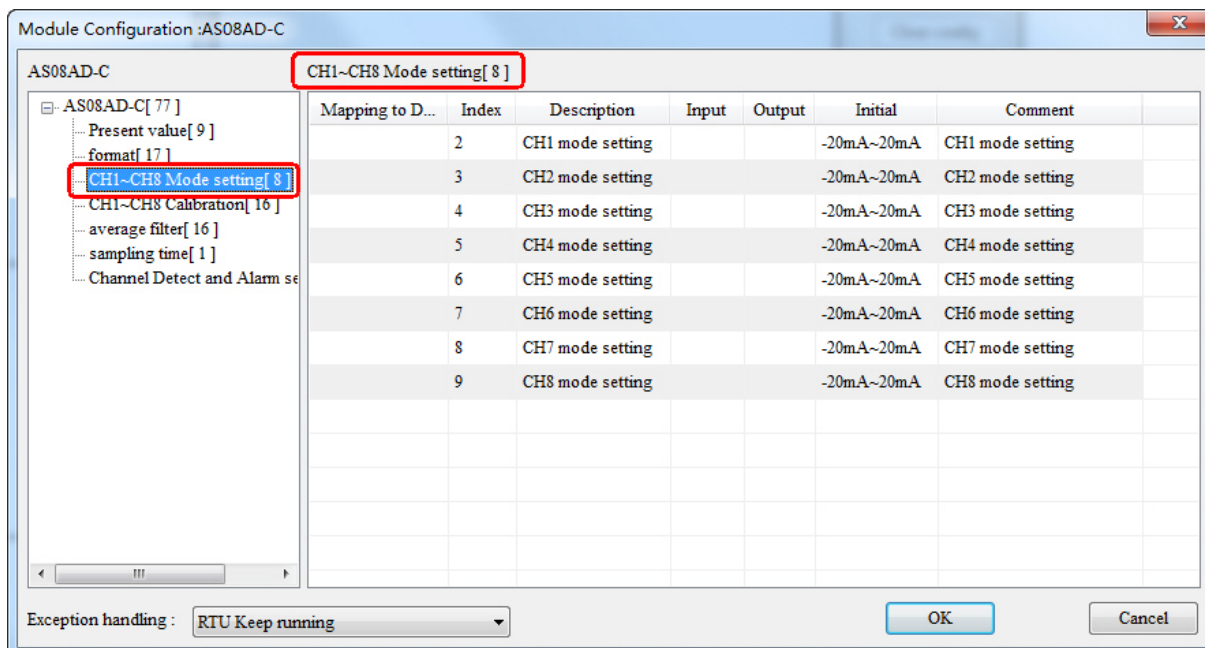 Module Configuration :AS08AD-C
AS08AD-C
CH1~CH8 Mode setting[ 8 ]
AS08AD-C[ 77 ]
Present value[ 9 ]
format[ 17 ]
CH1~CH8 Mode setting[ 8 ]
CH1~CH8 Calibration[ 16 ]
average filter[ 16 ]
sampling time[ 1 ]
Channel Detect and Alarm se
Mapping to D... Index Description Input Output Initial Comment
2 CH1 mode setting -20mA~20mA CH1 mode setting
3 CH2 mode setting -20mA~20mA CH2 mode setting
4 CH3 mode setting -20mA~20mA CH3 mode setting
5 CH4 mode setting -20mA~20mA CH4 mode setting
6 CH5 mode setting -20mA~20mA CH5 mode setting
7 CH6 mode setting -20mA~20mA CH6 mode setting
8 CH7 mode setting -20mA~20mA CH7 mode setting
9 CH8 mode setting -20mA~20mA CH8 mode setting
Exception handling : RTU Keep running OK Cancel